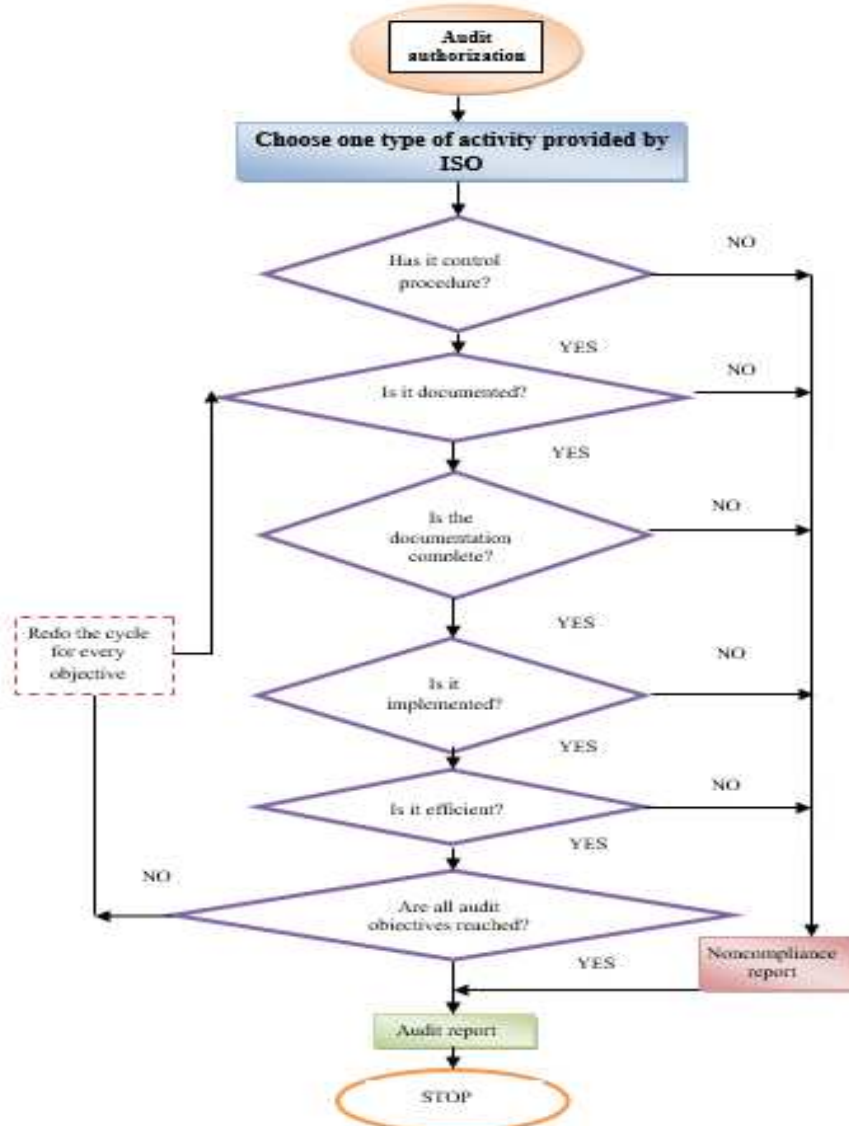 Audit
authorization
Choose one type of activity provided by
ISO
NO
Has it control
procedure?
YES
NO
Is it documented?
YES
NO
Is the
documentation
complete?
YES
Redo the cycle
for every
objective
NO
Is it
implemented?
YES
NO
Is it efficient?
YES
NO
Are all audit
objectives reached?
YES
Noncompliance
report
Audit report
STOP